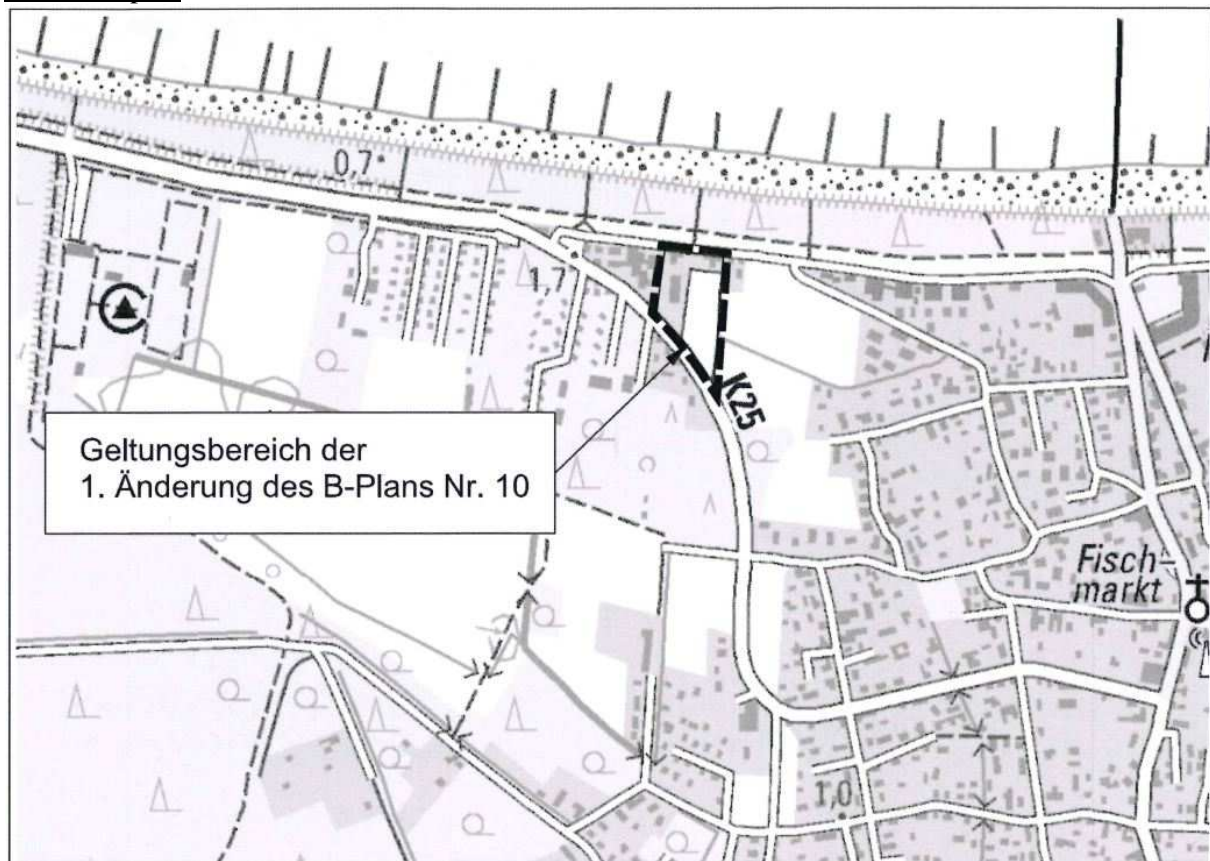 0,7
1,7
K25
Geltungsbereich der
1. Änderung des B-Plans Nr. 10
Fisch-
markt
1,0